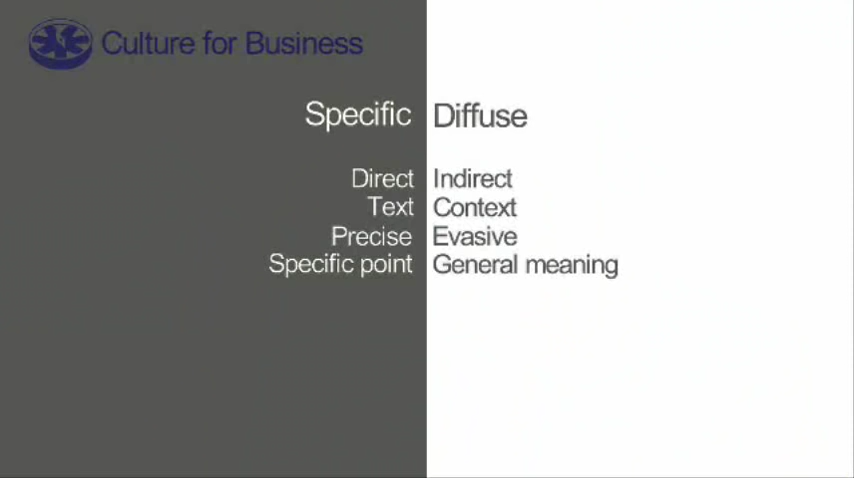 Culture for Business
Specific Diffuse
Direct Indirect
Text Context
Precise Evasive
Specific point General meaning